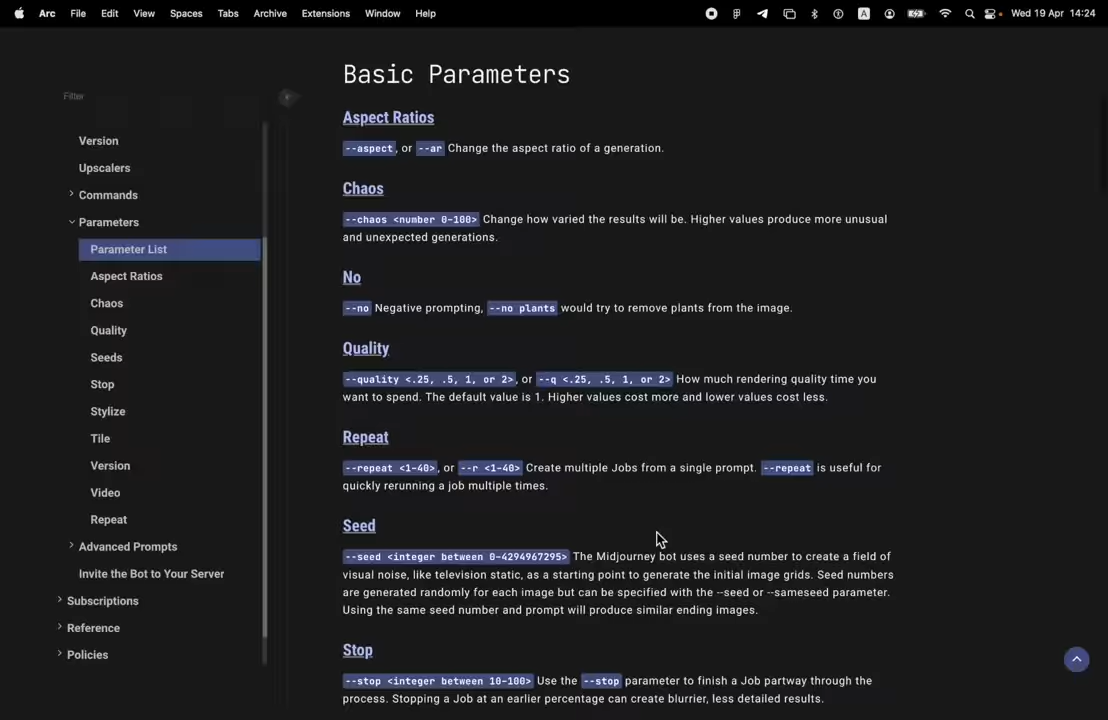 Arc File Edit View Spaces Tabs Archive Extensions Window Help A Wed 19 Apr 14:24
Filter
Version
Upscalers
Commands
Parameters
Parameter List
Aspect Ratios
Chaos
Quality
Seeds
Stop
Stylize
Tile
Version
Video
Repeat
Advanced Prompts
Invite the Bot to Your Server
Subscriptions
Reference
Policies
Basic Parameters
Aspect Ratios
--aspect, or --ar Change the aspect ratio of a generation.
Chaos
--chaos <number 0-100> Change how varied the results will be. Higher values produce more unusual
and unexpected generations.
No
--no Negative prompting, --no plants would try to remove plants from the image.
Quality
--quality <.25, .5, 1, or 2>, or --q <.25, .5, 1, or 2> How much rendering quality time you
want to spend. The default value is 1. Higher values cost more and lower values cost less.
Repeat
--repeat <1-40>, or --r <1-40> Create multiple Jobs from a single prompt. --repeat is useful for
quickly rerunning a job multiple times.
Seed
--seed <integer between 0-4294967295> The Midjourney bot uses a seed number to create a field of
visual noise, like television static, as a starting point to generate the initial image grids. Seed numbers
are generated randomly for each image but can be specified with the --seed or --sameseed parameter.
Using the same seed number and prompt will produce similar ending images.
Stop
--stop <integer between 10-100> Use the --stop parameter to finish a Job partway through the
process. Stopping a Job at an earlier percentage can create blurrier, less detailed results.